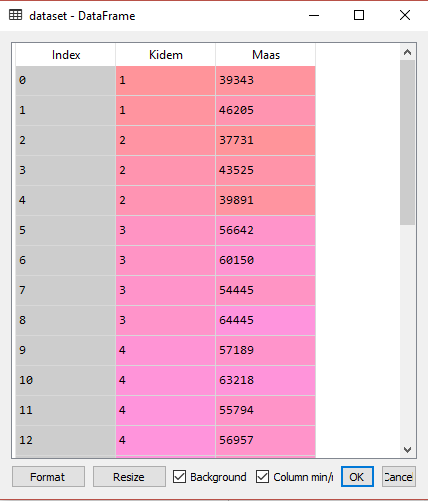 dataset - DataFrame
Index Kidem Maas
0 1 39343
1 1 46205
2 2 37731
3 2 43525
4 2 39891
5 3 56642
6 3 60150
7 3 54445
8 3 64445
9 4 57189
10 4 63218
11 4 55794
12 4 56957
Format Resize Background Column min/ OK Cancel